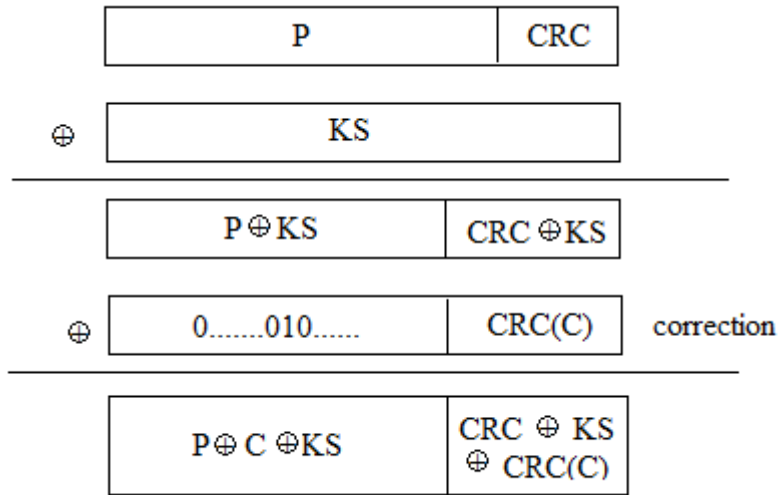 P CRC
⊕ KS
P⊕KS CRC ⊕KS
⊕ 0.......010...... CRC(C) correction
P⊕ C ⊕KS CRC ⊕ KS
⊕ CRC(C)